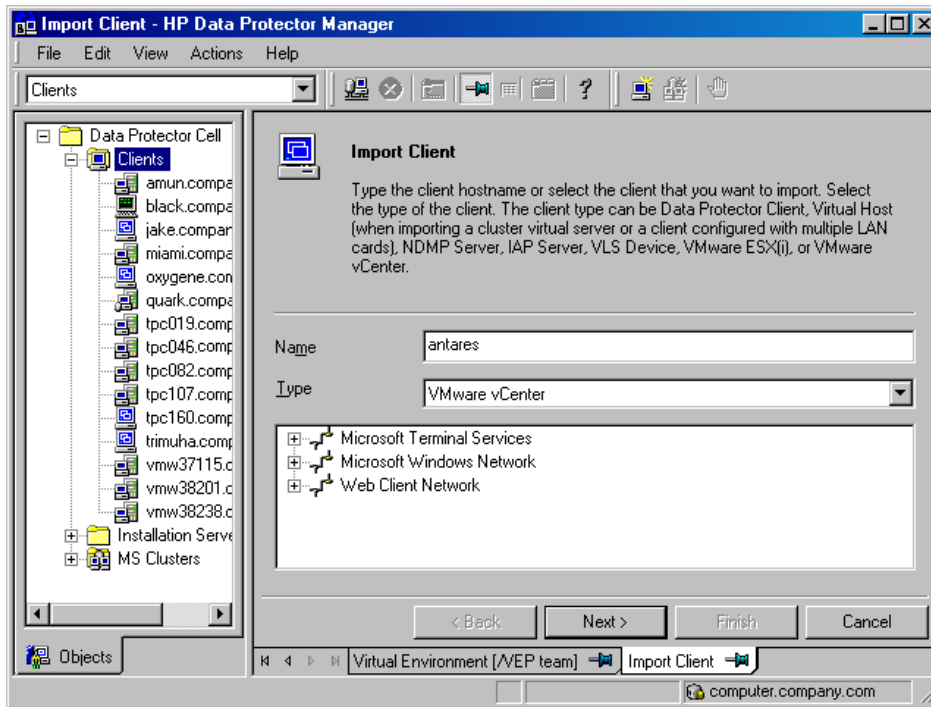 Import Client - HP Data Protector Manager
File Edit View Actions Help
Clients
Data Protector Cell
Clients
amun.compa
black.compa
jake.compar
miami.compa
oxygene.con
quark.compa
tpc019.comp
tpc046.comp
tpc082.comp
tpc107.comp
tpc160.comp
trimuha.comp
vmw37115.c
vmw38201.c
vmw38238.c
Installation Serve
MS Clusters
Objects
Import Client
Type the client hostname or select the client that you want to import. Select
the type of the client. The client type can be Data Protector Client, Virtual Host
(when importing a cluster virtual server or a client configured with multiple LAN
cards), NDMP Server, IAP Server, VLS Device, VMware ESX(i), or VMware
vCenter.
Name antares
Type VMware vCenter
Microsoft Terminal Services
Microsoft Windows Network
Web Client Network
< Back Next > Finish Cancel
Virtual Environment [/VEP team] Import Client
computer.company.com